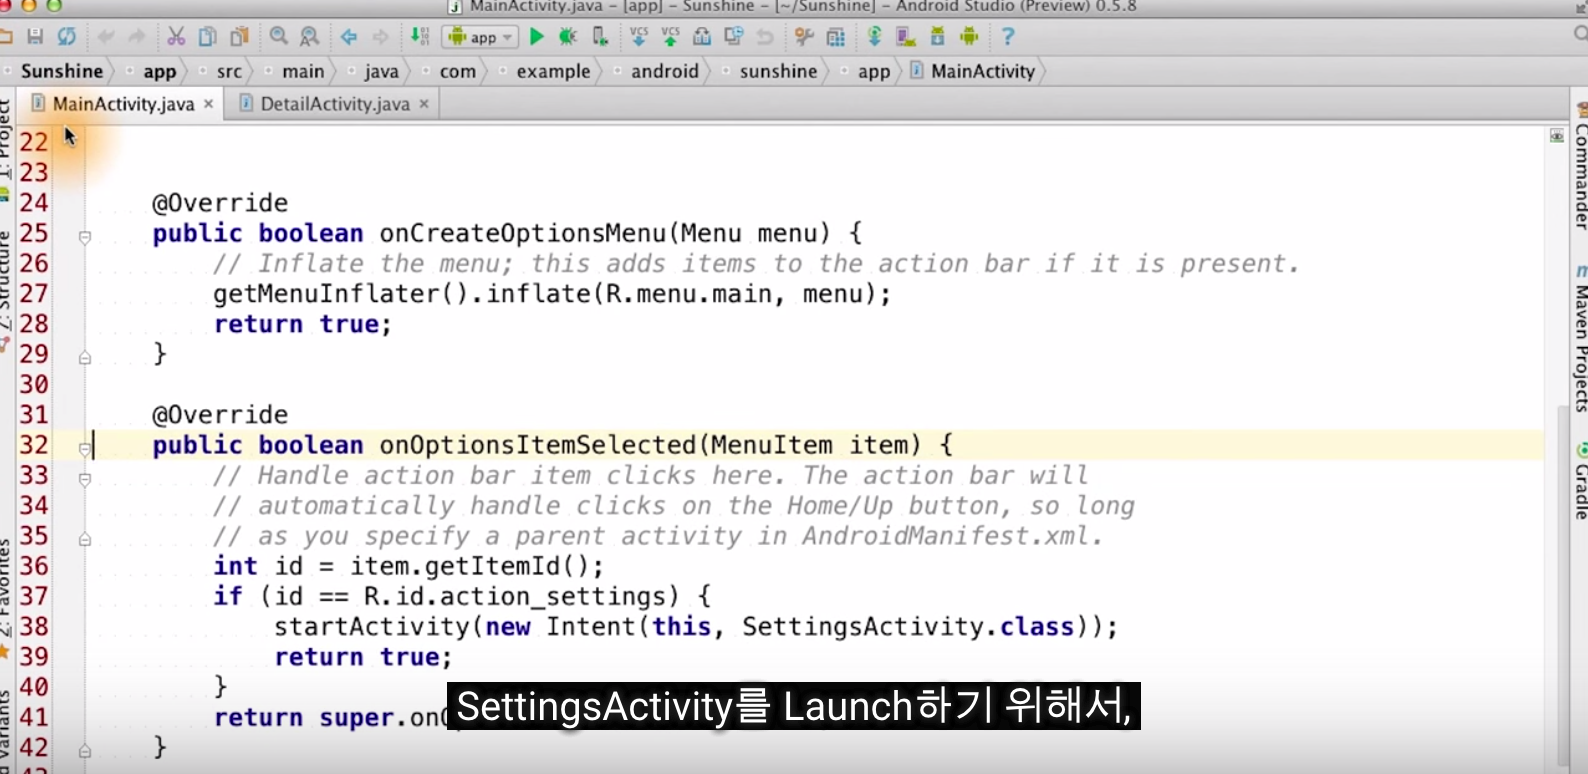 MainActivity.java – [app] – Sunshine – [~/Sunshine] – Android Studio (Preview) 0.5.8
app
Sunshine app src main java com example android sunshine app MainActivity
MainActivity.java DetailActivity.java
1: Project
7: Structure
2: Favorites
Variants
22
23
24 @Override
25 public boolean onCreateOptionsMenu(Menu menu) {
26 // Inflate the menu; this adds items to the action bar if it is present.
27 getMenuInflater().inflate(R.menu.main, menu);
28 return true;
29 }
30
31 @Override
32 public boolean onOptionsItemSelected(MenuItem item) {
33 // Handle action bar item clicks here. The action bar will
34 // automatically handle clicks on the Home/Up button, so long
35 // as you specify a parent activity in AndroidManifest.xml.
36 int id = item.getItemId();
37 if (id == R.id.action_settings) {
38 startActivity(new Intent(this, SettingsActivity.class));
39 return true;
40 }
41 return super.on
42 }
SettingsActivity를 Launch하기 위해서,
Commander
Maven Projects
Gradle